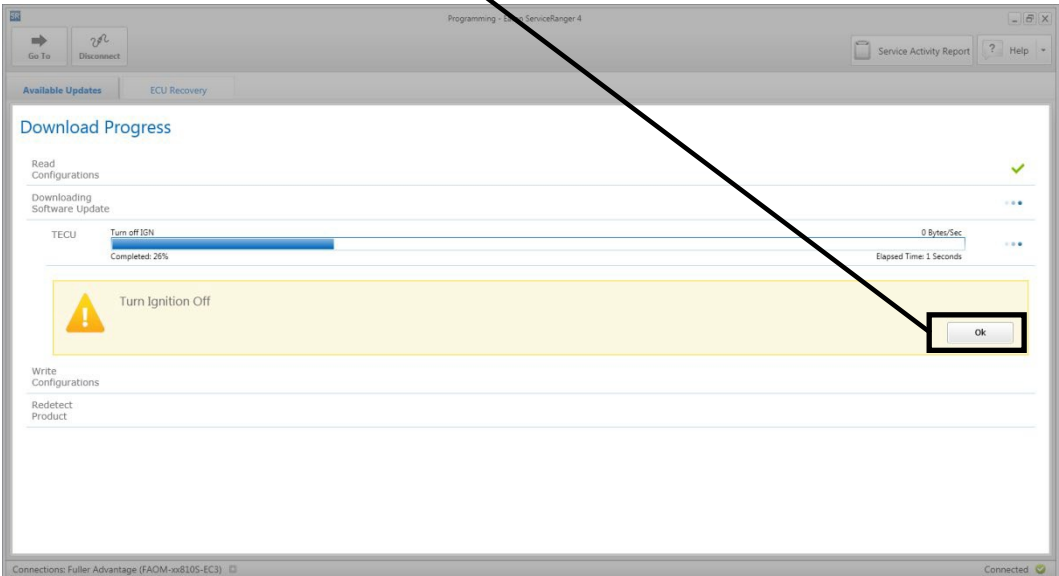 SR
Programming - Eaton ServiceRanger 4
Go To
Disconnect
Service Activity Report
? Help
Available Updates
ECU Recovery
Download Progress
Read
Configurations
Downloading
Software Update
TECU
Turn off IGN
0 Bytes/Sec
Completed: 26%
Elapsed Time: 1 Seconds
Turn Ignition Off
Ok
Write
Configurations
Redetect
Product
Connections: Fuller Advantage (FAOM-xx810S-EC3)
Connected